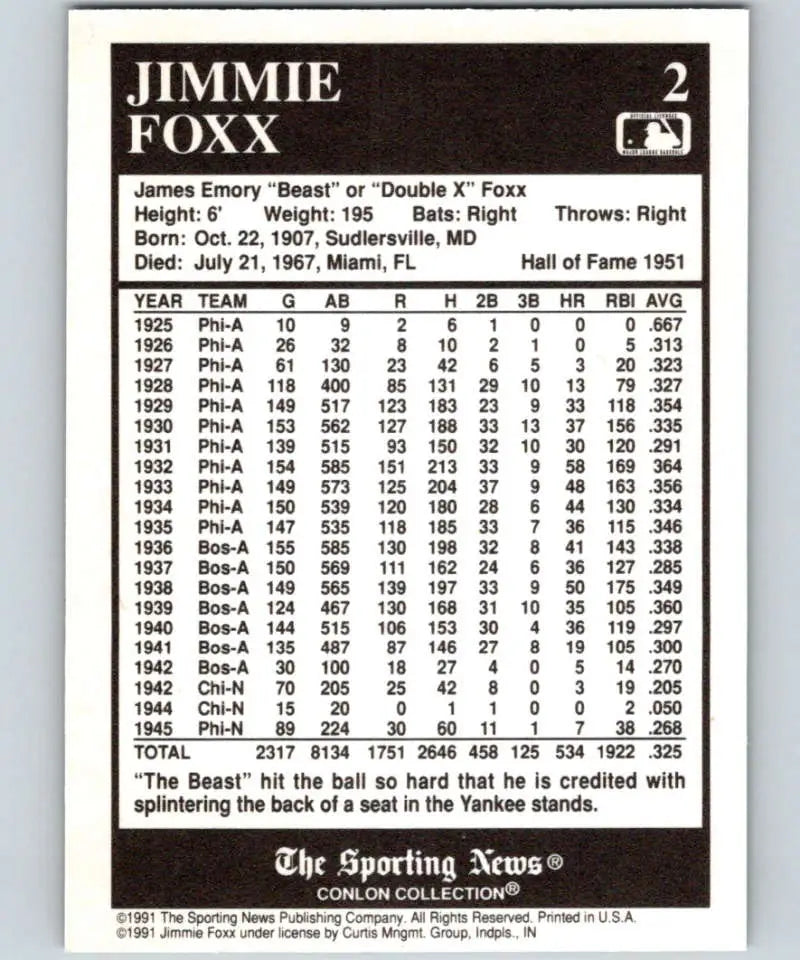 JIMMIE 2
FOXX
OFFICIAL LICENSEE
MAJOR LEAGUE BASEBALL
James Emory "Beast" or "Double X" Foxx
Height: 6' Weight: 195 Bats: Right Throws: Right
Born: Oct. 22, 1907, Sudlersville, MD
Died: July 21, 1967, Miami, FL Hall of Fame 1951
YEAR TEAM G AB R H 2B 3B HR RBI AVG
1925 Phi-A 10 9 2 6 1 0 0 0 .667
1926 Phi-A 26 32 8 10 2 1 0 5 .313
1927 Phi-A 61 130 23 42 6 5 3 20 .323
1928 Phi-A 118 400 85 131 29 10 13 79 .327
1929 Phi-A 149 517 123 183 23 9 33 118 .354
1930 Phi-A 153 562 127 188 33 13 37 156 .335
1931 Phi-A 139 515 93 150 32 10 30 120 .291
1932 Phi-A 154 585 151 213 33 9 58 169 364
1933 Phi-A 149 573 125 204 37 9 48 163 .356
1934 Phi-A 150 539 120 180 28 6 44 130 .334
1935 Phi-A 147 535 118 185 33 7 36 115 .346
1936 Bos-A 155 585 130 198 32 8 41 143 .338
1937 Bos-A 150 569 111 162 24 6 36 127 .285
1938 Bos-A 149 565 139 197 33 9 50 175 .349
1939 Bos-A 124 467 130 168 31 10 35 105 .360
1940 Bos-A 144 515 106 153 30 4 36 119 .297
1941 Bos-A 135 487 87 146 27 8 19 105 .300
1942 Bos-A 30 100 18 27 4 0 5 14 .270
1942 Chi-N 70 205 25 42 8 0 3 19 .205
1944 Chi-N 15 20 0 1 1 0 0 2 .050
1945 Phi-N 89 224 30 60 11 1 7 38 .268
TOTAL 2317 8134 1751 2646 458 125 534 1922 .325
"The Beast" hit the ball so hard that he is credited with
splintering the back of a seat in the Yankee stands.
The Sporting News®
CONLON COLLECTION®
©1991 The Sporting News Publishing Company. All Rights Reserved. Printed in U.S.A.
©1991 Jimmie Foxx under license by Curtis Mngmt. Group, Indpls., IN